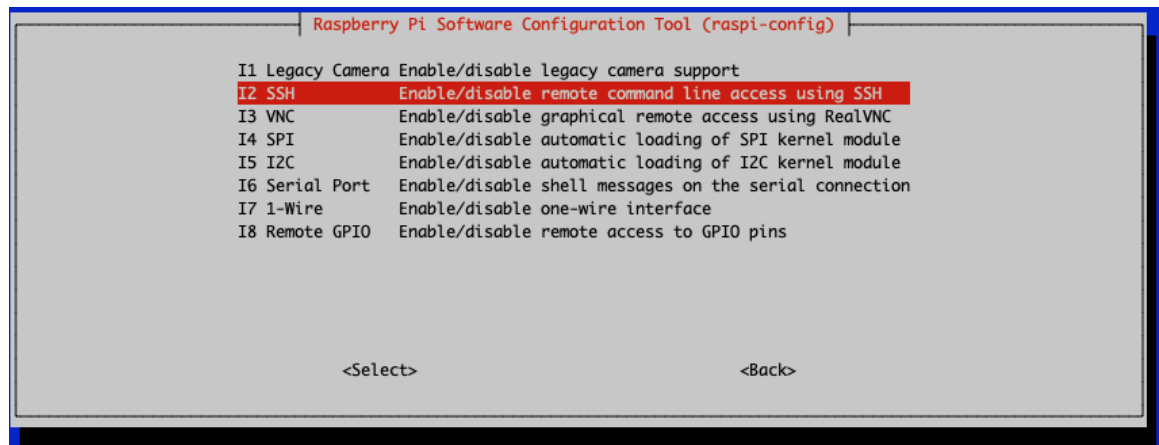 Raspberry Pi Software Configuration Tool (raspi-config)
I1 Legacy Camera Enable/disable legacy camera support
I2 SSH Enable/disable remote command line access using SSH
I3 VNC Enable/disable graphical remote access using RealVNC
I4 SPI Enable/disable automatic loading of SPI kernel module
I5 I2C Enable/disable automatic loading of I2C kernel module
I6 Serial Port Enable/disable shell messages on the serial connection
I7 1-Wire Enable/disable one-wire interface
I8 Remote GPIO Enable/disable remote access to GPIO pins
<Select> <Back>